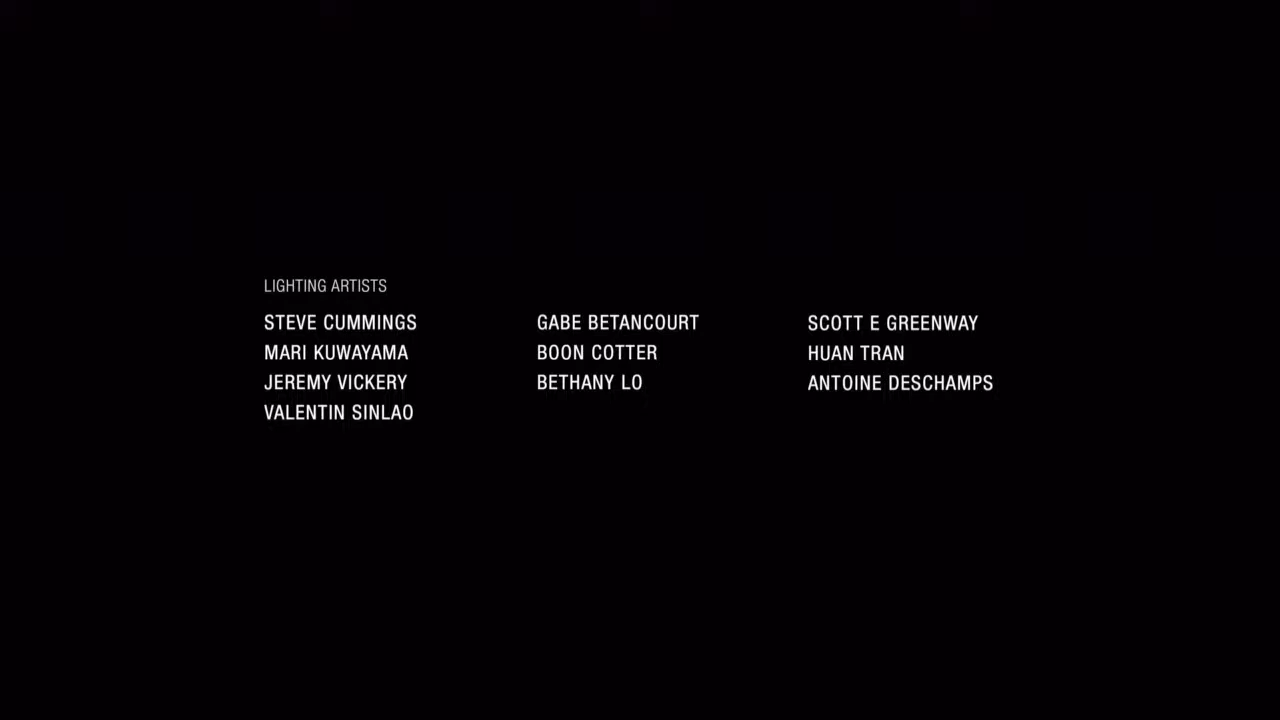 LIGHTING ARTISTS
STEVE CUMMINGS
MARI KUWAYAMA
JEREMY VICKERY
VALENTIN SINLAO
GABE BETANCOURT
BOON COTTER
BETHANY LO
SCOTT E GREENWAY
HUAN TRAN
ANTOINE DESCHAMPS